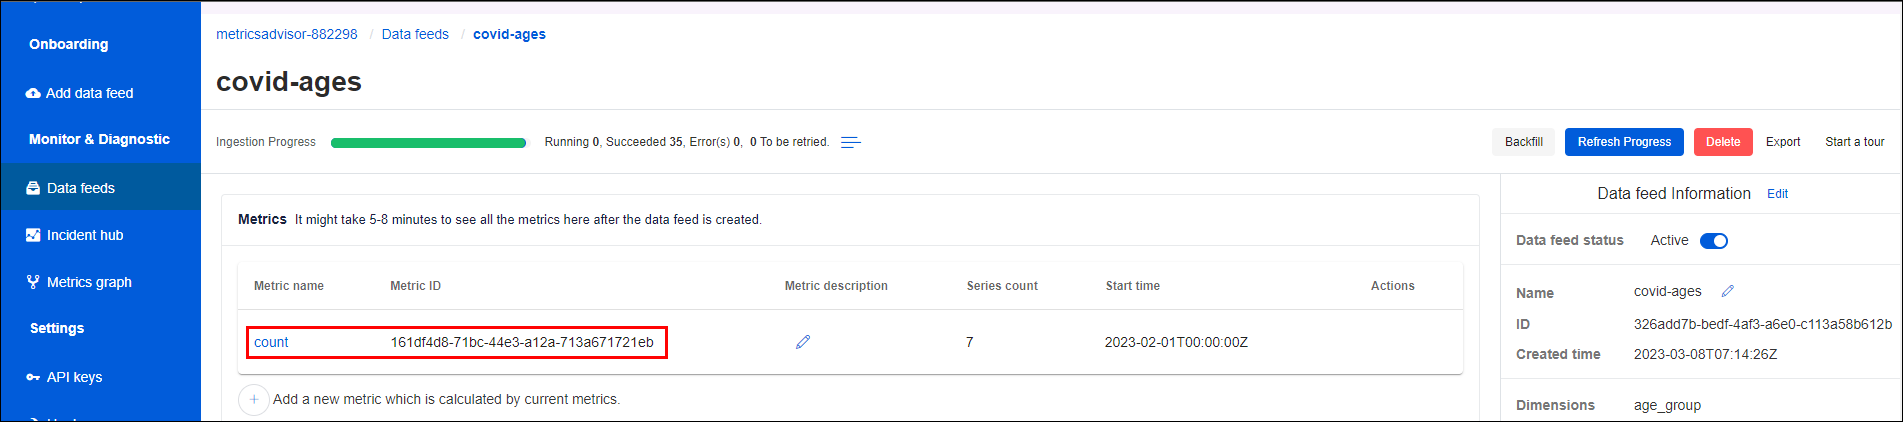 Onboarding
Add data feed
Monitor & Diagnostic
Data feeds
Incident hub
Metrics graph
Settings
API keys
metricsadvisor-882298 / Data feeds / covid-ages
covid-ages
Ingestion Progress Running 0, Succeeded 35, Error(s) 0, 0 To be retried.
Backfill Refresh Progress Delete Export Start a tour
Metrics It might take 5-8 minutes to see all the metrics here after the data feed is created.
Metric name Metric ID Metric description Series count Start time Actions
count 161df4d8-71bc-44e3-a12a-713a671721eb 7 2023-02-01T00:00:00Z
Add a new metric which is calculated by current metrics.
Data feed Information Edit
Data feed status Active
Name covid-ages
ID 326add7b-bedf-4af3-a6e0-c113a58b612b
Created time 2023-03-08T07:14:26Z
Dimensions age_group